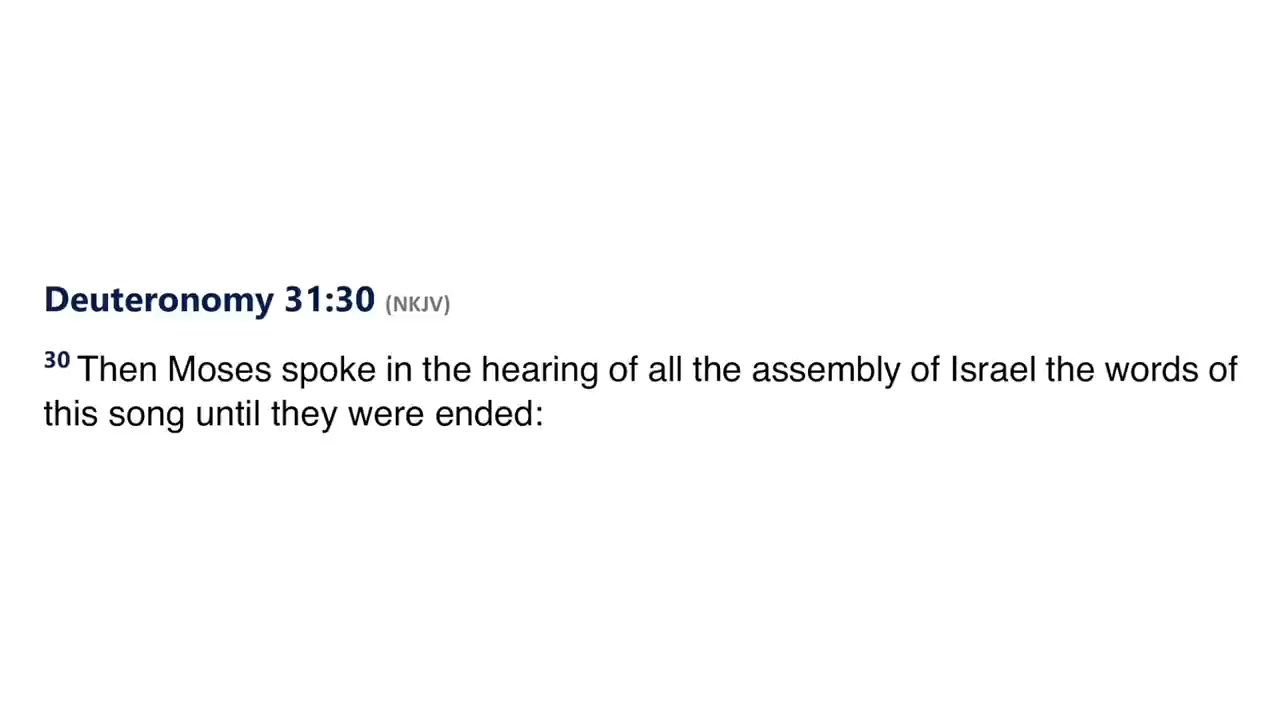 Deuteronomy 31:30 (NKJV)
30 Then Moses spoke in the hearing of all the assembly of Israel the words of
this song until they were ended: